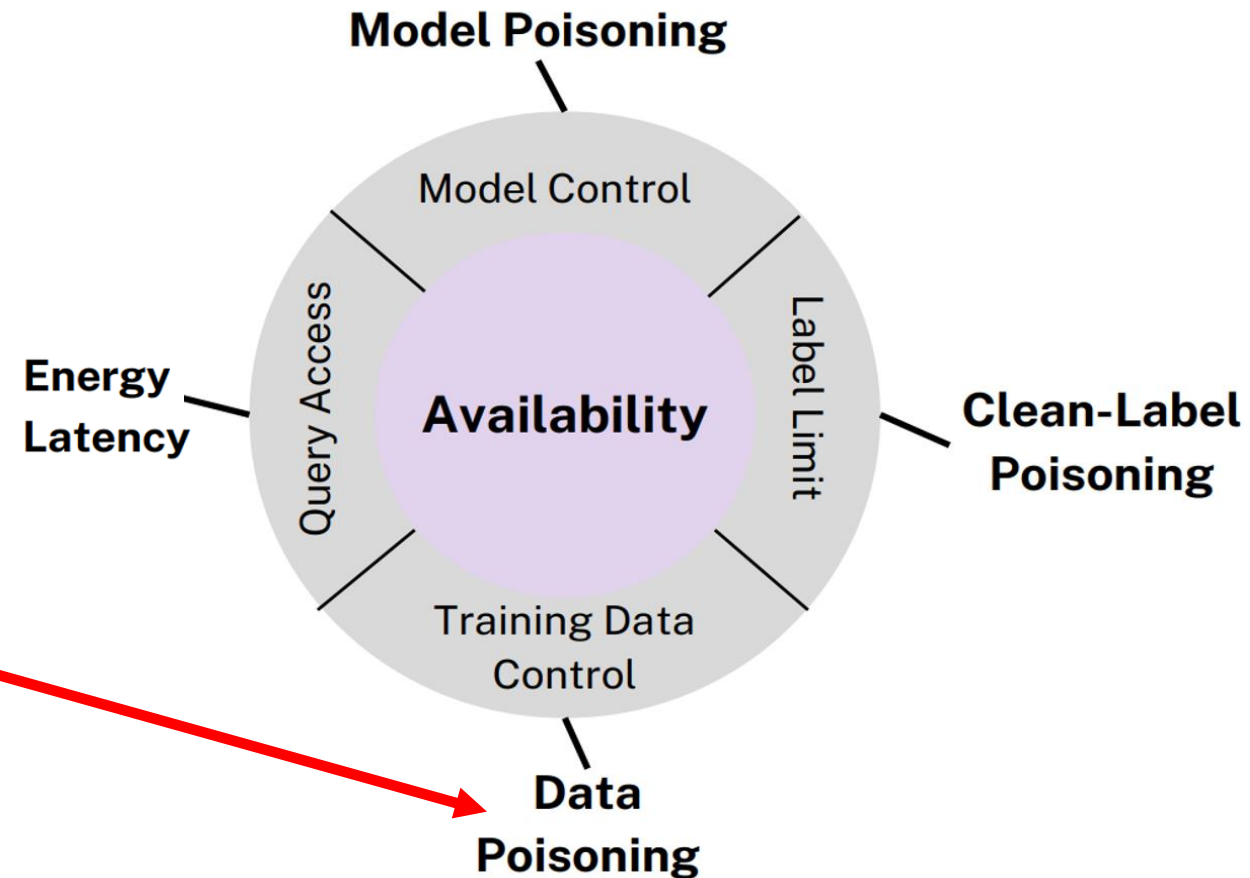 Model Poisoning
Model Control
Energy
Latency
Query Access
Availability
Label Limit
Clean-Label
Poisoning
Training Data
Control
Data
Poisoning